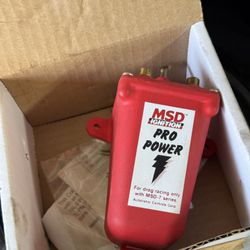 MSD
IGNITION
PRO
POWER
For drag racing only
with MSD-7 series.
Autotronic Controls Corp.